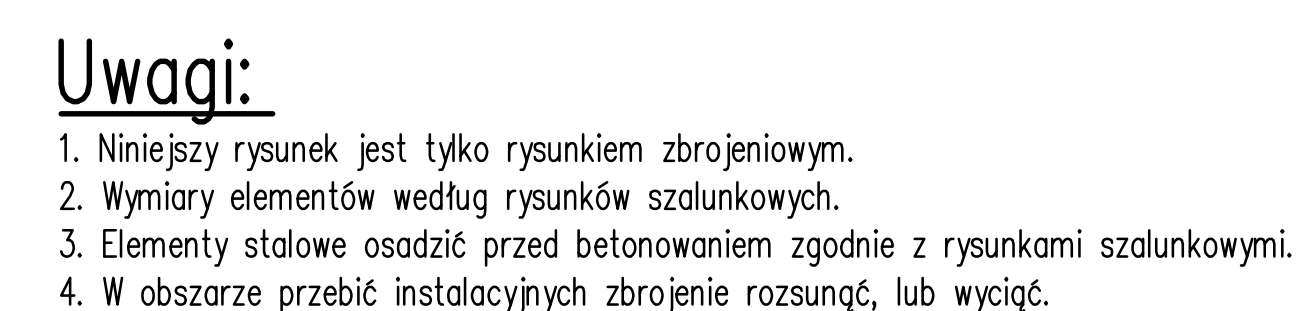 Uwagi:
1. Niniejszy rysunek jest tylko rysunkiem zbrojeniowym.
2. Wymiary elementów według rysunków szalunkowych.
3. Elementy stalowe osadzić przed betonowaniem zgodnie z rysunkami szalunkowymi.
4. W obszarze przebić instalacyjnych zbrojenie rozsunąć, lub wyciąć.